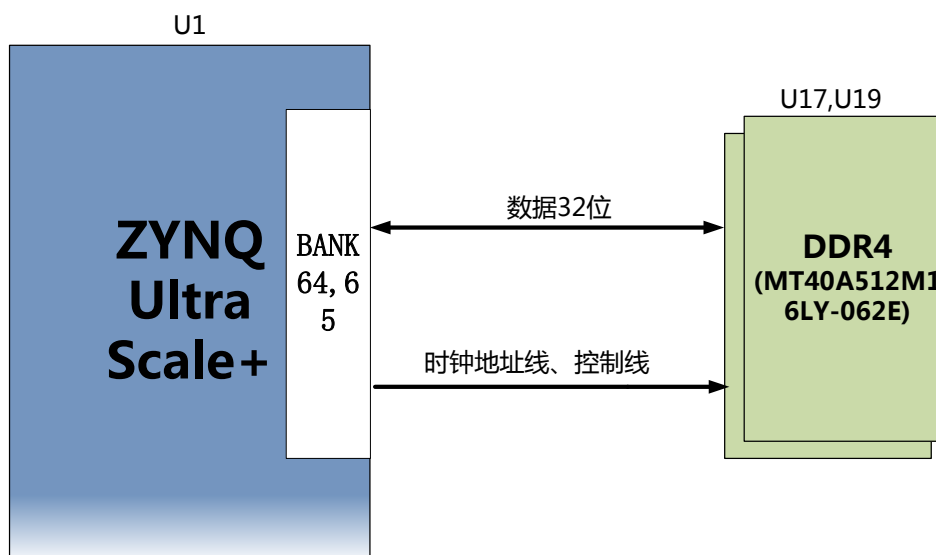 U1
U17,U19
ZYNQ
Ultra
Scale+
BANK
64,6
5
数据32位
时钟地址线、控制线
DDR4
(MT40A512M1
6LY-062E)